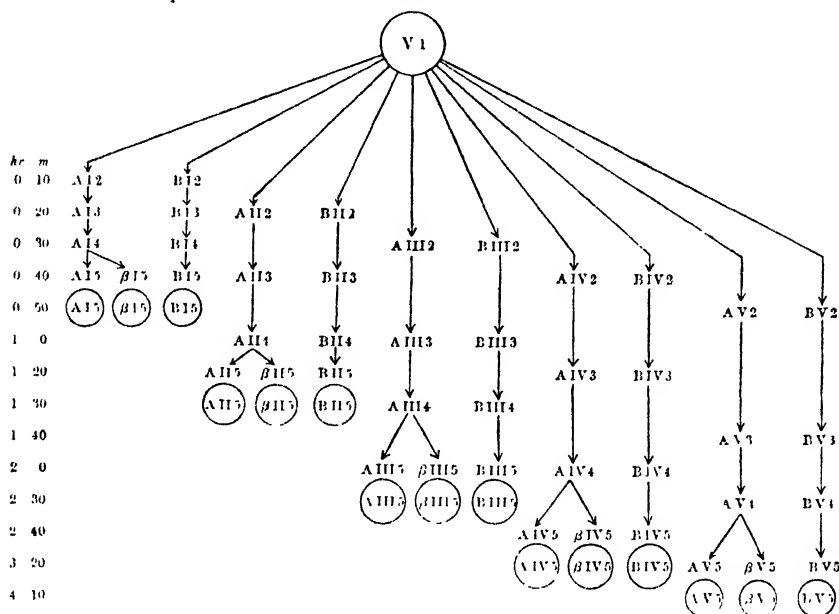 V 1
hr m
0 10 A I 2 B I 2
0 20 A I 3 B I 3 A II 2 B II 2
0 30 A I 4 B I 4 A III 2 B III 2
0 40 A I 5 β I 5 B I 5 A II 3 B II 3 A IV 2 B IV 2
0 50 A I 5 β I 5 B I 5 A V 2 B V 2
1 0 A II 4 B II 4 A III 3 B III 3
1 20 A II 5 β II 5 B II 5 A IV 3 B IV 3
1 30 A II 5 β II 5 B II 5 A III 4 B III 4
1 40 A V 3 B V 3
2 0 A III 5 β III 5 B III 5 A IV 4 B IV 4
2 30 A III 5 β III 5 B III 5 A V 4 B V 4
2 40 A IV 5 β IV 5 B IV 5
3 20 A IV 5 β IV 5 B IV 5 A V 5 β V 5 B V 5
4 10 A V 5 β V 5 B V 5